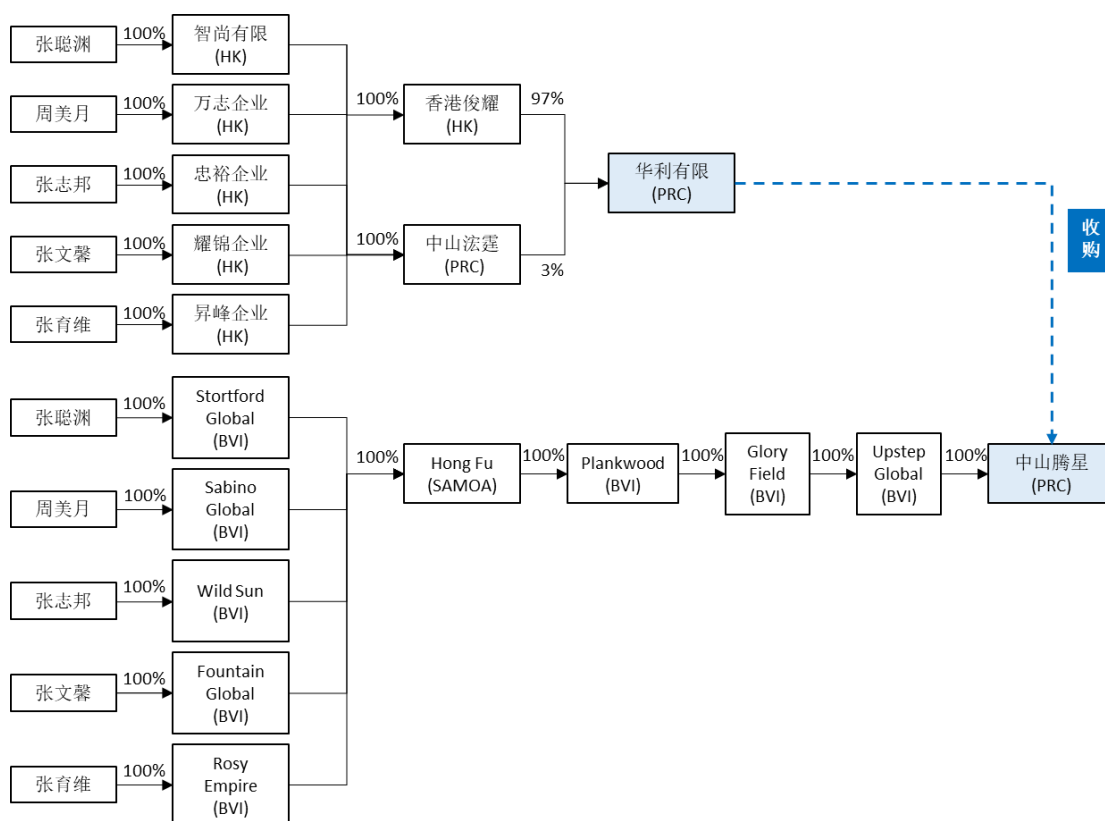 张聪渊
100%
智尚有限
(HK)
周美月
100%
万志企业
(HK)
100%
香港俊耀
(HK)
97%
张志邦
100%
忠裕企业
(HK)
华利有限
(PRC)
收
购
张文馨
100%
耀锦企业
(HK)
100%
中山浤霆
(PRC)
3%
张育维
100%
昇峰企业
(HK)
张聪渊
100%
Stortford
Global
(BVI)
周美月
100%
Sabino
Global
(BVI)
100%
Hong Fu
(SAMOA)
100%
Plankwood
(BVI)
100%
Glory
Field
(BVI)
100%
Upstep
Global
(BVI)
100%
中山腾星
(PRC)
张志邦
100%
Wild Sun
(BVI)
张文馨
100%
Fountain
Global
(BVI)
张育维
100%
Rosy
Empire
(BVI)